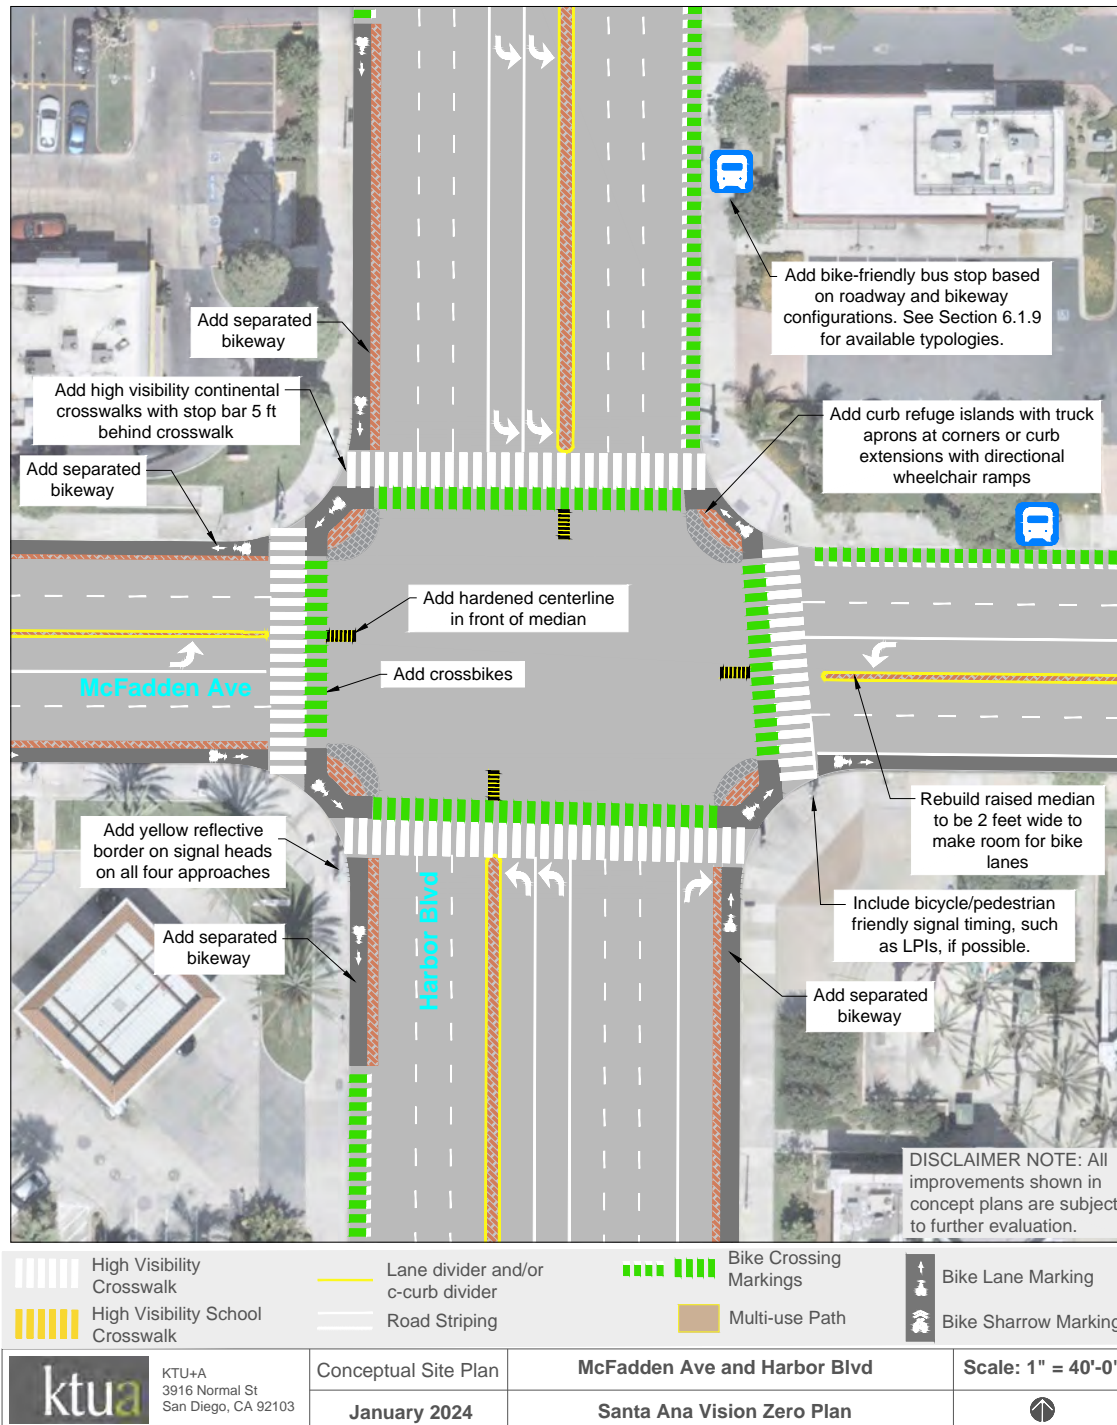 Add bike-friendly bus stop based
on roadway and bikeway
configurations. See Section 6.1.9
for available typologies.
Add separated
bikeway
Add high visibility continental
crosswalks with stop bar 5 ft
behind crosswalk
Add curb refuge islands with truck
aprons at corners or curb
extensions with directional
wheelchair ramps
Add separated
bikeway
Add hardened centerline
in front of median
Add crossbikes
McFadden Ave
Rebuild raised median
to be 2 feet wide to
make room for bike
lanes
Add yellow reflective
border on signal heads
on all four approaches
Harbor Blvd
Include bicycle/pedestrian
friendly signal timing, such
as LPIs, if possible.
Add separated
bikeway
Add separated
bikeway
DISCLAIMER NOTE: All
improvements shown in
concept plans are subject
to further evaluation.
High Visibility
Crosswalk
High Visibility School
Crosswalk
Lane divider and/or
c-curb divider
Road Striping
Bike Crossing
Markings
Multi-use Path
Bike Lane Marking
Bike Sharrow Marking
ktua
KTU+A
3916 Normal St
San Diego, CA 92103
Conceptual Site Plan
January 2024
McFadden Ave and Harbor Blvd
Santa Ana Vision Zero Plan
Scale: 1" = 40'-0"